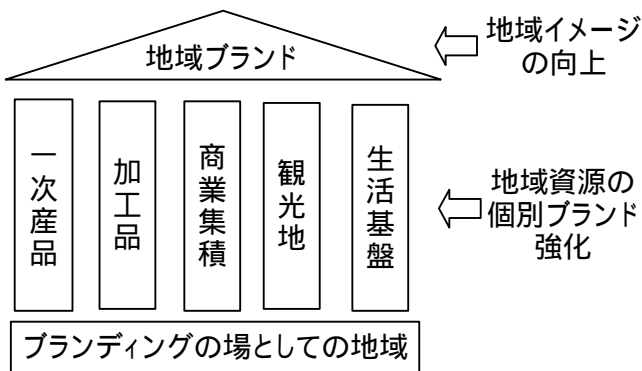 地域ブランド
地域イメージ
の向上
一次産品
加工品
商業集積
観光地
生活基盤
地域資源の
個別ブランド
強化
ブランディングの場としての地域